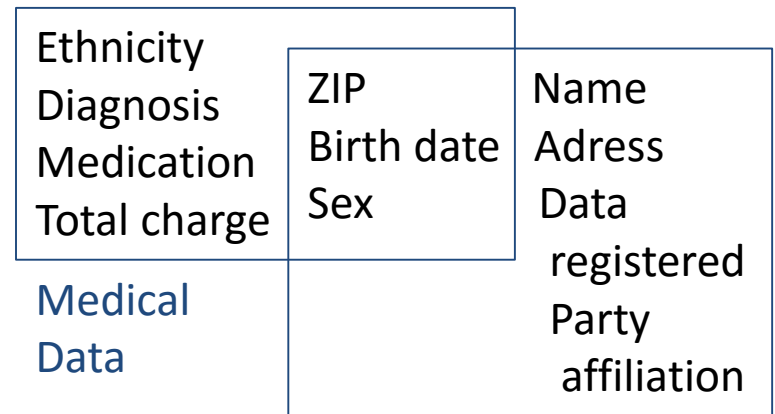 Ethnicity
Diagnosis
Medication
Total charge
ZIP
Birth date
Sex
Name
Adress
Data
registered
Party
affiliation
Medical
Data